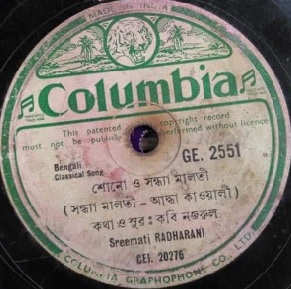 MADE IN INDIA
Columbia
This patented copyright record
must not be publicly performed without licence
Bengali
Classical Song
GE. 2551
শোনো ও সন্ধ্যা মালতী
(সন্ধ্যা মালতী - আদ্ধা কাওয়ালী)
কথা ও সুর : কবি নজরুল
Sreemati RADHARANI
CEI. 20276
COLUMBIA GRAPHOPHONE CO., LTD.